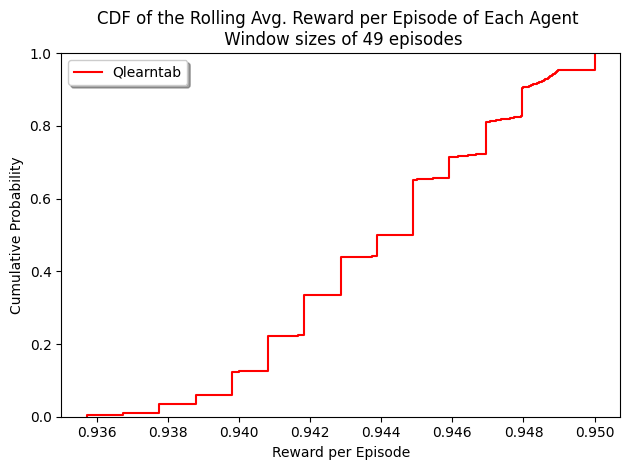 CDF of the Rolling Avg. Reward per Episode of Each Agent
Window sizes of 49 episodes
Qlearntab
Cumulative Probability
1.0
0.8
0.6
0.4
0.2
0.0
0.936 0.938 0.940 0.942 0.944 0.946 0.948 0.950
Reward per Episode